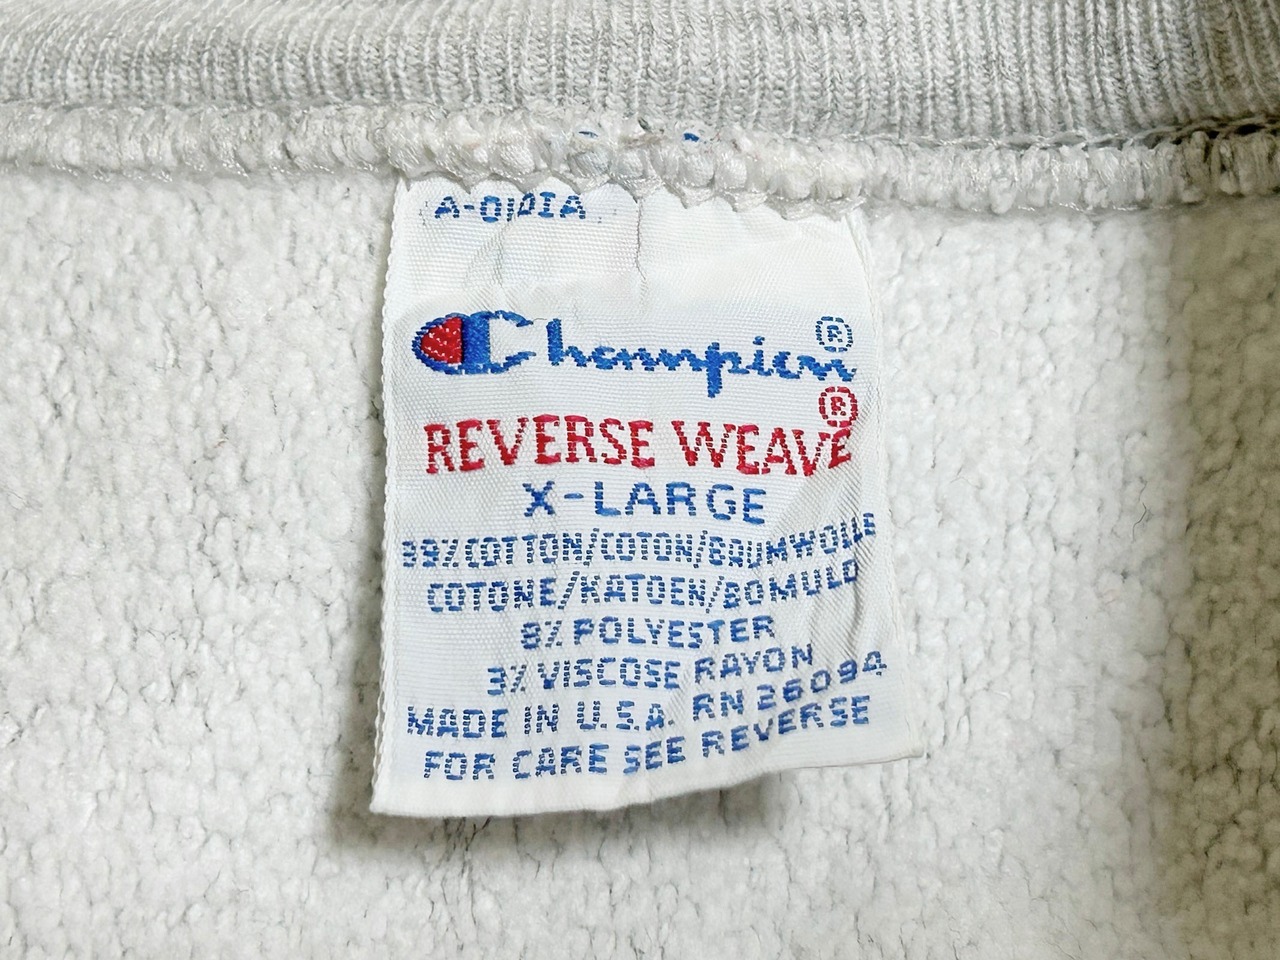 Champion®
REVERSE WEAVE®
X-LARGE
89% COTTON/COTON/BAUMWOLLE
COTONE/KATOEN/BOMULD
8% POLYESTER
3% VISCOSE RAYON
MADE IN U.S.A. RN 26094
FOR CARE SEE REVERSE